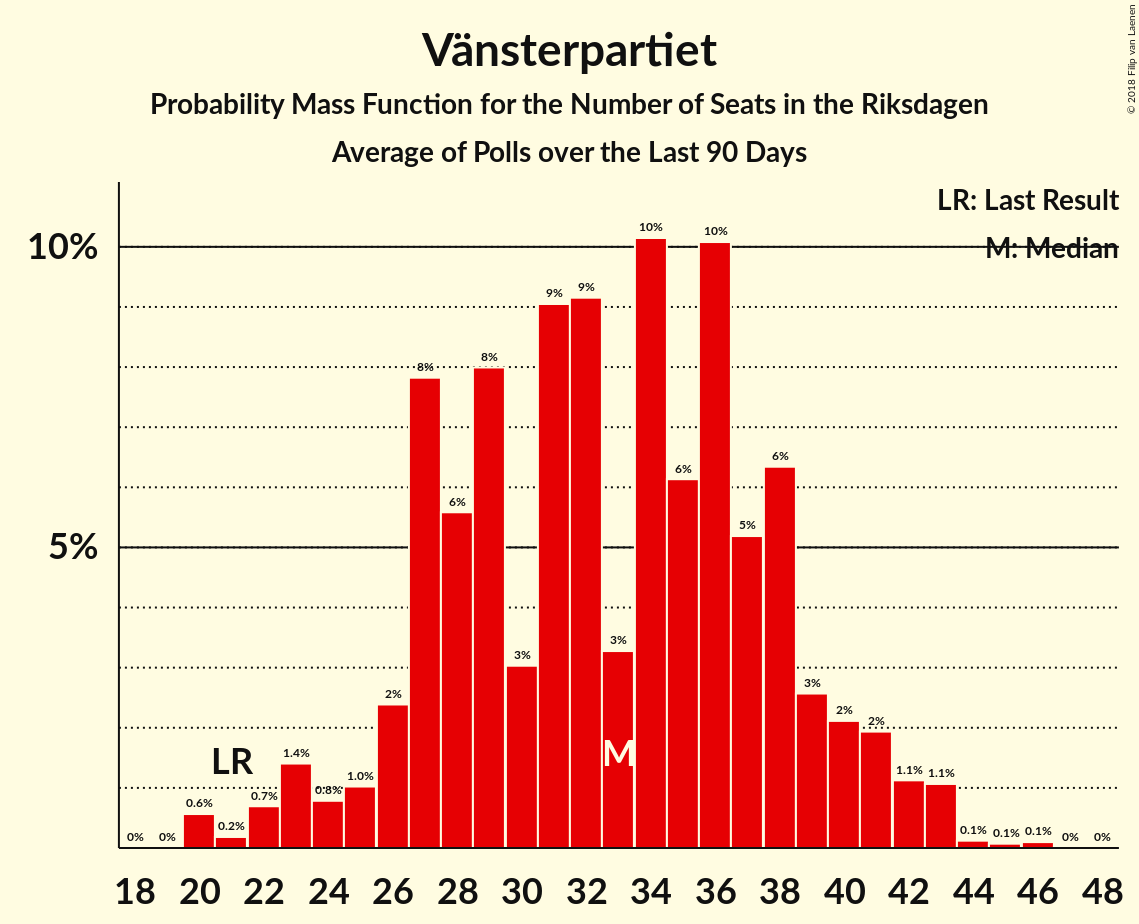 Vänsterpartiet
Probability Mass Function for the Number of Seats in the Riksdagen
Average of Polls over the Last 90 Days
© 2018 Filip van Laenen
LR: Last Result
M: Median
10%
5%
0% 0% 0.6% 0.2% 0.7% 1.4% 0.8% 1.0% 2% 8% 6% 8% 3% 9% 9% 3% 10% 6% 10% 5% 6% 3% 2% 2% 1.1% 1.1% 0.1% 0.1% 0.1% 0% 0%
LR
M
18 20 22 24 26 28 30 32 34 36 38 40 42 44 46 48